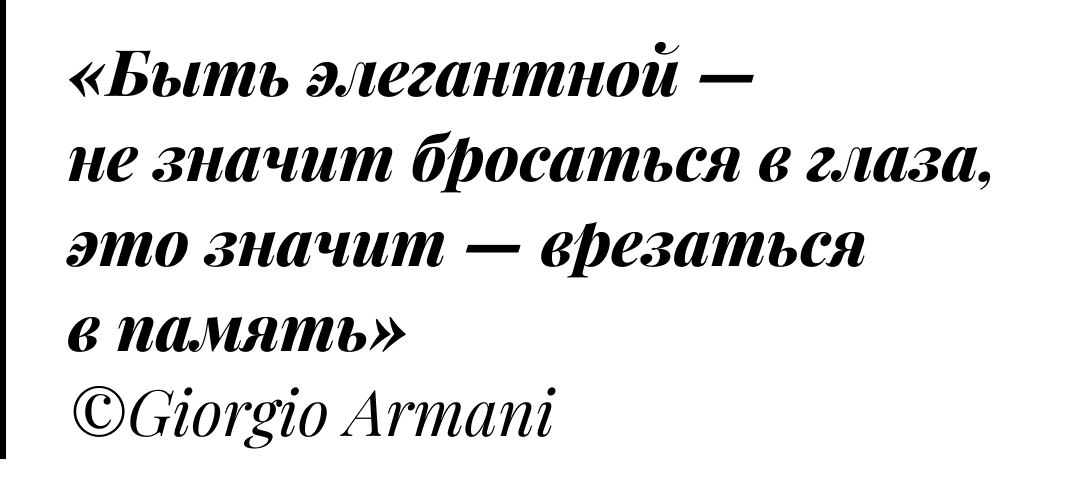 «Быть элегантной —
не значит бросаться в глаза,
это значит — врезаться
в память»
©Giorgio Armani